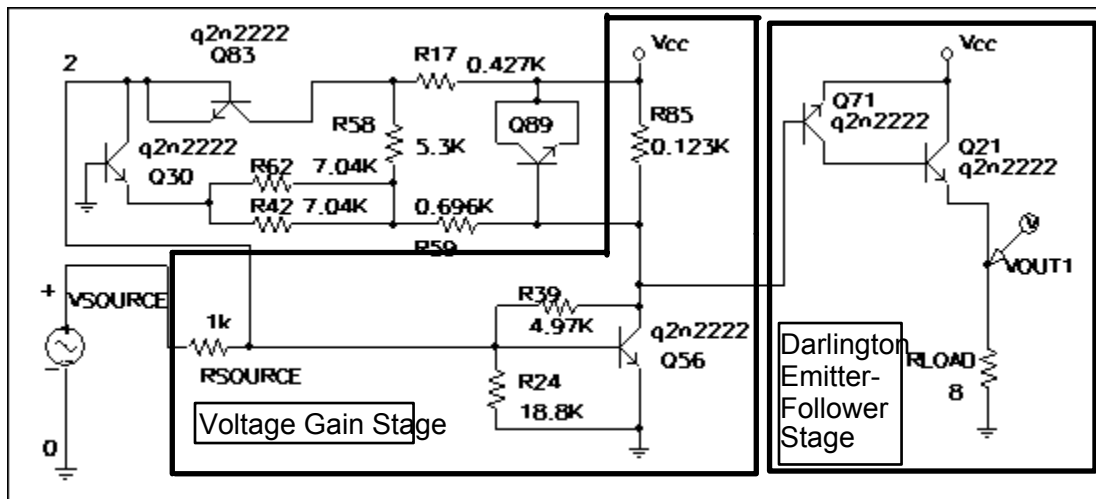 q2n2222
Q83
2
R17
0.427K
Vcc
Vcc
R58
5.3K
Q89
R85
0.123K
Q71
q2n2222
Q21
q2n2222
q2n2222
Q30
R62
7.04K
R42
7.04K
0.696K
R59
V
VOUT1
+
VSOURCE
-
0
1k
RSOURCE
R39
4.97K
q2n2222
Q56
R24
18.8K
RLOAD
8
Voltage Gain Stage
Darlington
Emitter-
Follower
Stage